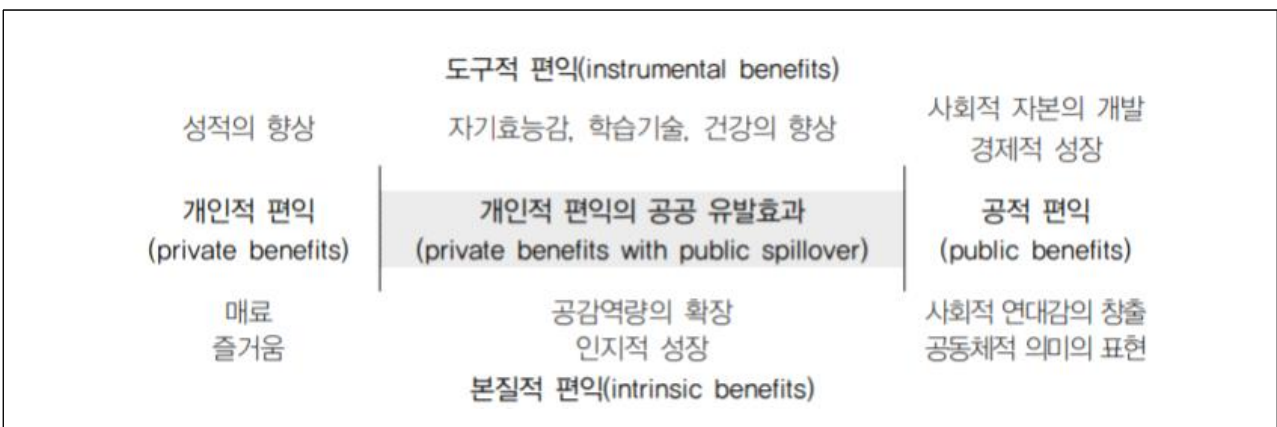 도구적 편익(instrumental benefits)
성적의 향상
자기효능감, 학습기술, 건강의 향상
사회적 자본의 개발
경제적 성장
개인적 편익
(private benefits)
개인적 편익의 공공 유발효과
(private benefits with public spillover)
공적 편익
(public benefits)
매료
즐거움
공감역량의 확장
인지적 성장
사회적 연대감의 창출
공동체적 의미의 표현
본질적 편익(intrinsic benefits)